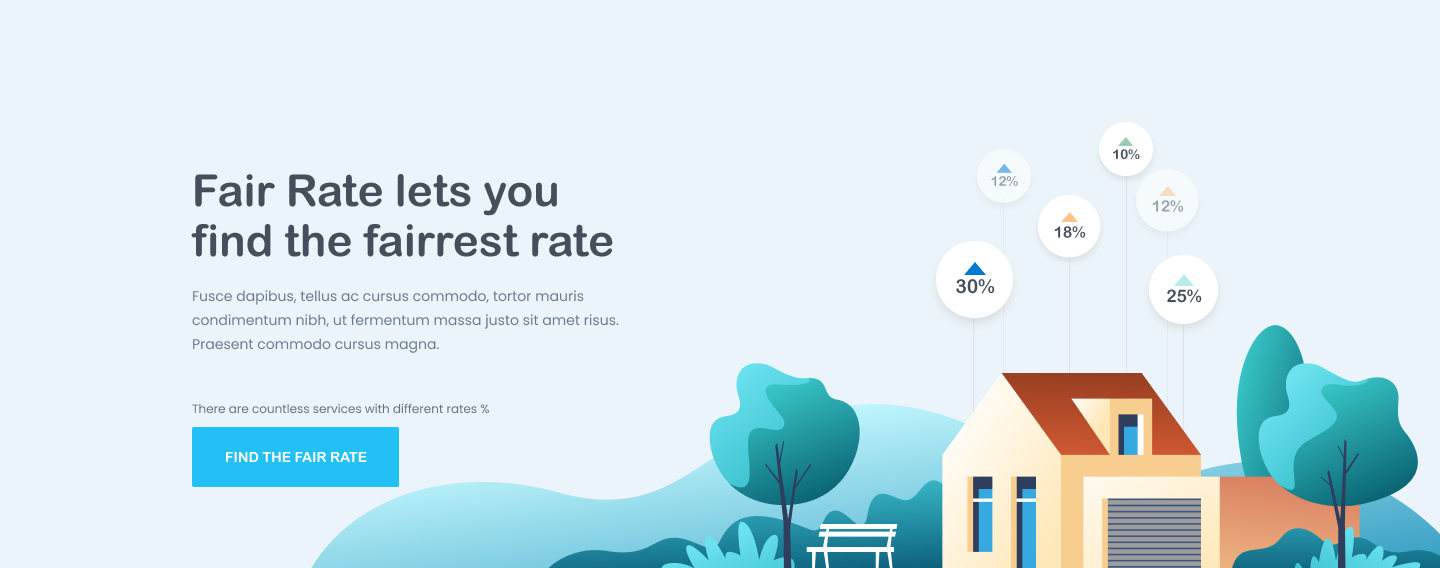 Fair Rate lets you
find the fairrest rate
Fusce dapibus, tellus ac cursus commodo, tortor mauris
condimentum nibh, ut fermentum massa justo sit amet risus.
Praesent commodo cursus magna.
There are countless services with different rates %
FIND THE FAIR RATE
10%
12%
12%
18%
30%
25%